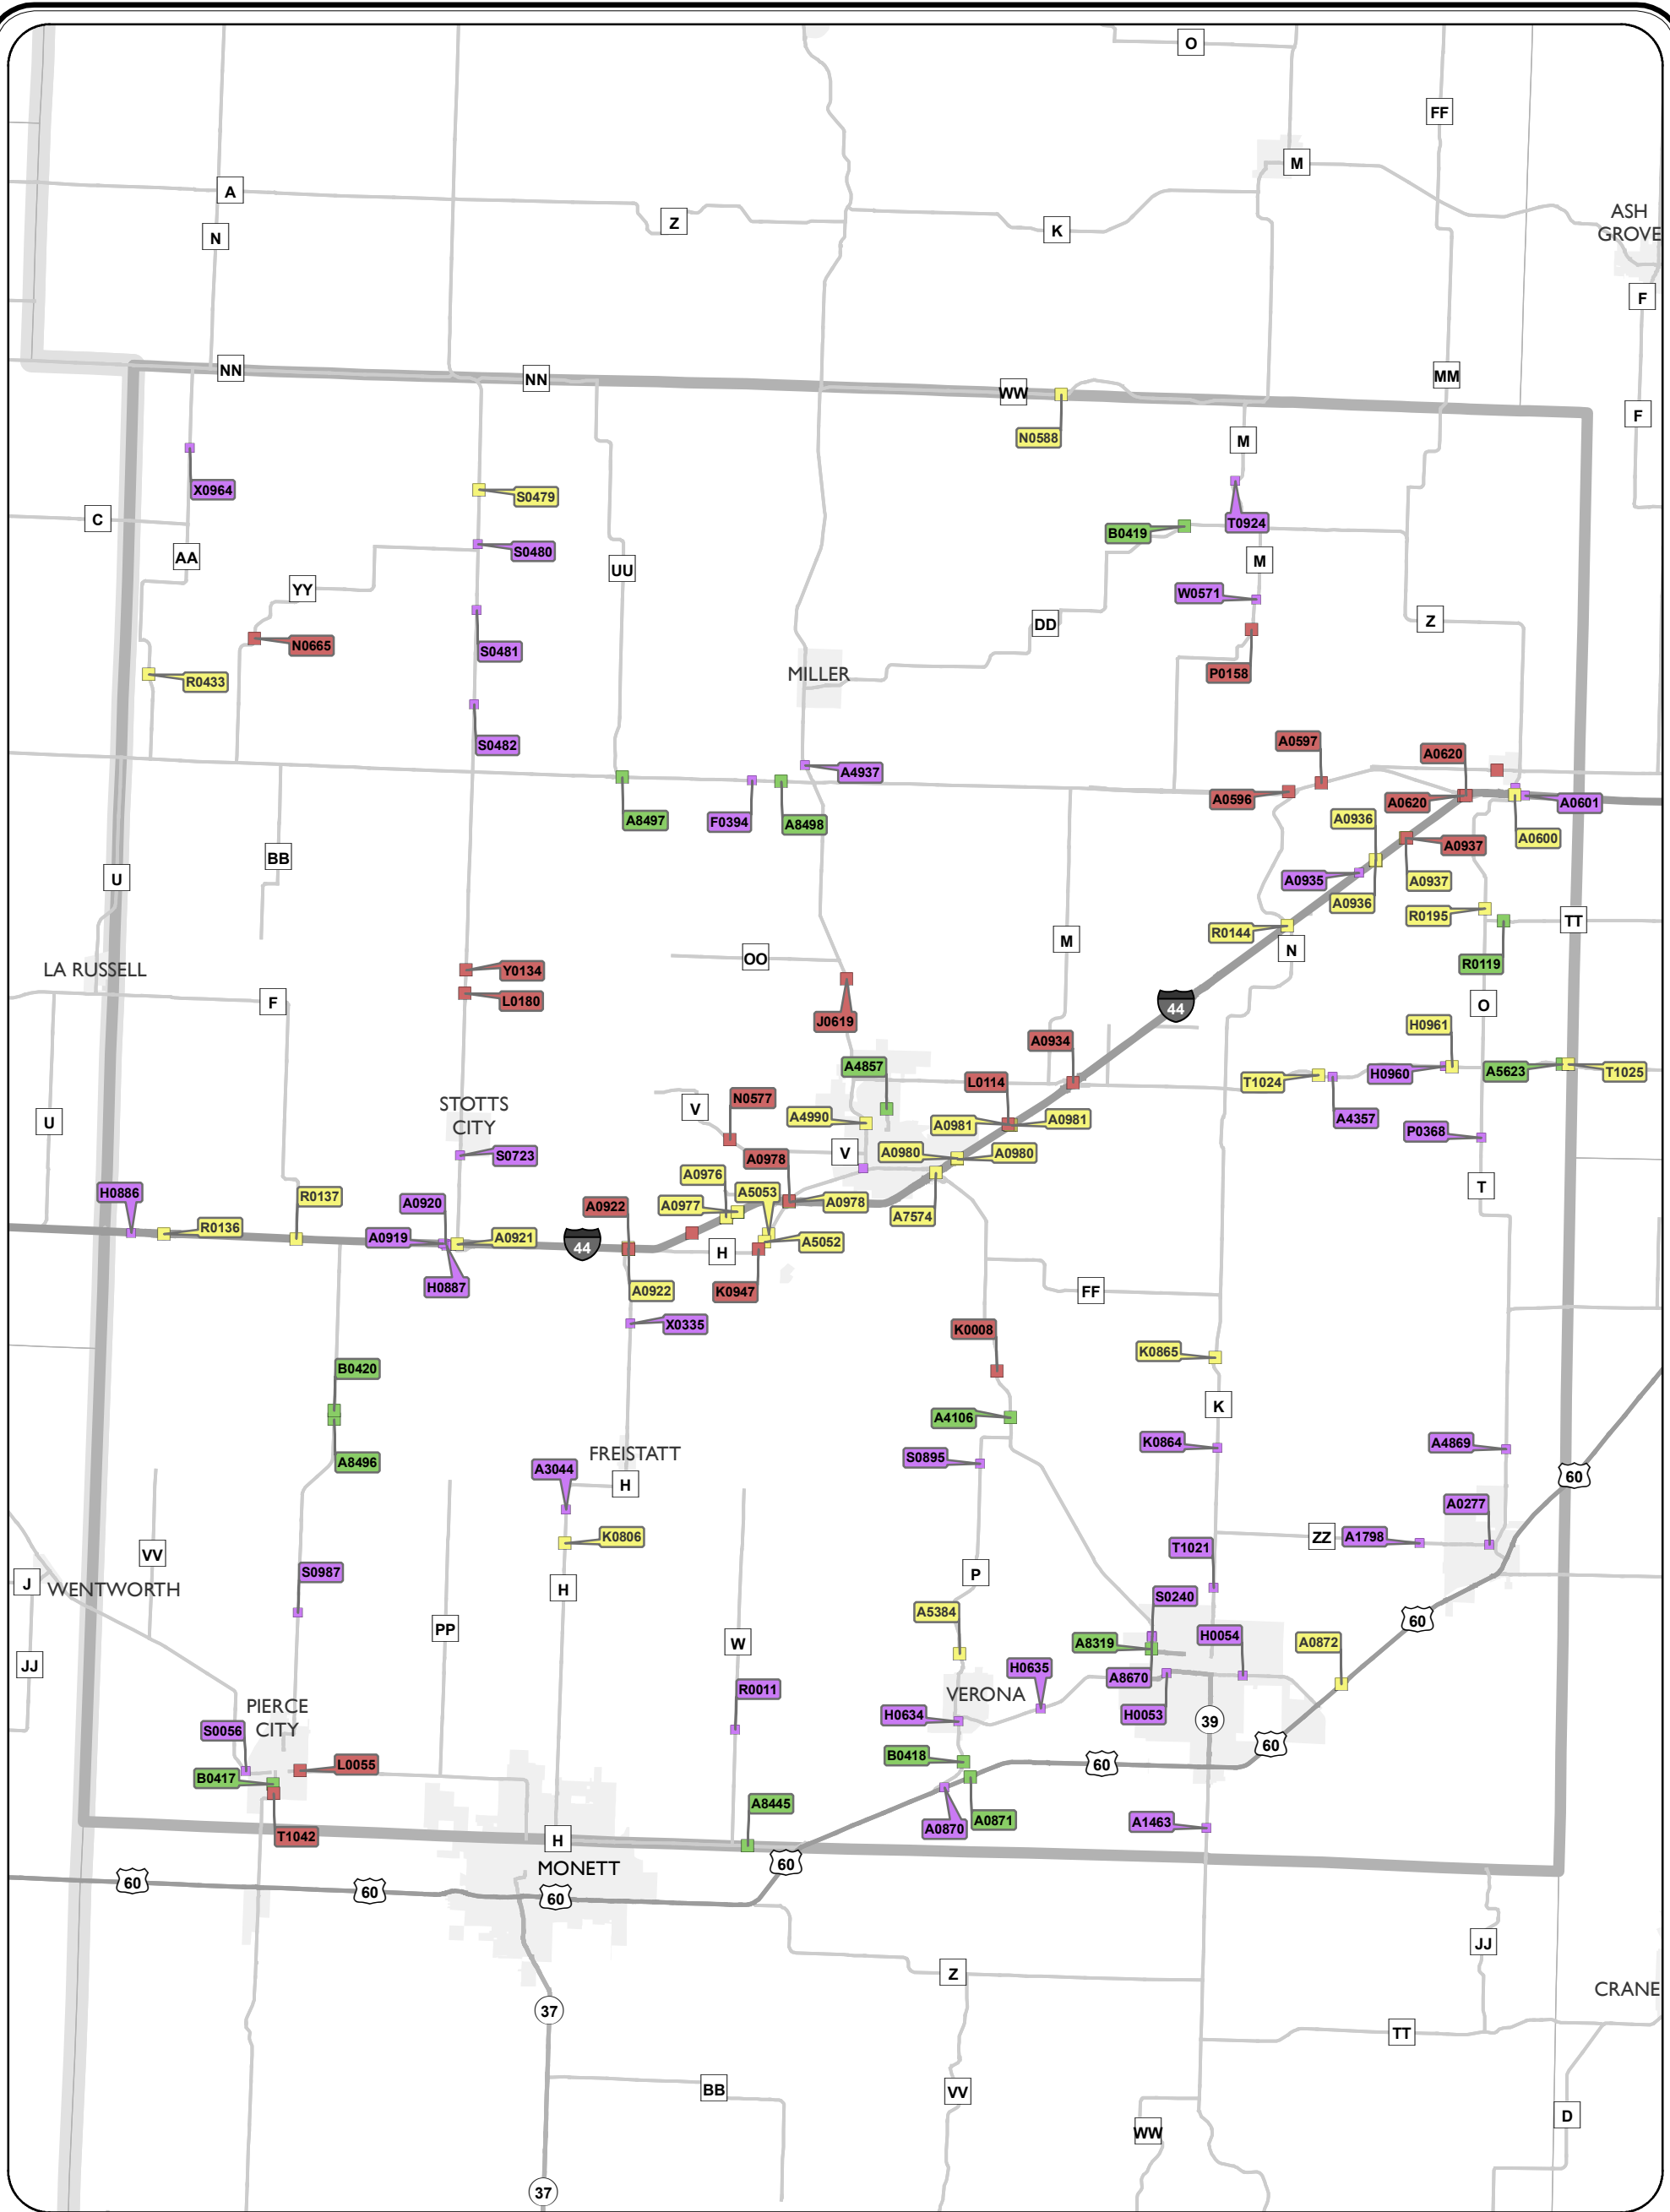 O
FF
M
A
ASH
GROVE
Z
K
N
F
NN
NN
MM
WW
F
N0588
M
X0964
S0479
C
T0924
B0419
S0480
AA
M
UU
YY
W0571
DD
Z
N0665
S0481
MILLER
P0158
R0433
S0482
A0597
A0620
A4937
A0596
A0620
A0601
A8497
F0394
A8498
A0936
A0600
A0937
BB
U
A0935
A0937
A0936
R0195
TT
R0144
M
N
OO
R0119
LA RUSSELL
Y0134
F
L0180
O
44
J0619
H0961
A0934
A4857
H0960
A5623
T1025
L0114
T1024
N0577
STOTTS
CITY
V
A4990
A0981
A0981
A4357
U
P0368
V
A0980
A0980
S0723
A0978
A0976
T
H0886
R0137
A5053
A0920
A0978
A0922
A0977
A7574
R0136
A0919
A0921
44
A5052
H
H0887
A0922
K0947
FF
X0335
K0008
K0865
B0420
K
A4106
K0864
A4869
FREISTATT
S0895
A8496
A3044
60
H
A0277
K0806
ZZ
A1798
T1021
VV
S0987
P
J
WENTWORTH
H
S0240
A5384
60
PP
H0054
W
A8319
A0872
JJ
H0635
A8670
R0011
VERONA
PIERCE
CITY
H0634
H0053
39
S0056
60
B0418
60
L0055
B0417
A8445
A0871
A1463
A0870
T1042
H
60
MONETT
60
60
60
JJ
Z
CRANE
37
TT
BB
VV
D
WW
37